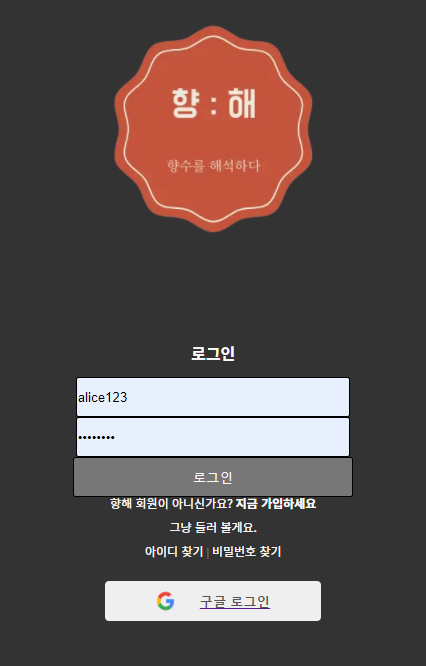 향 : 해
향수를 해석하다
로그인
alice123
••••••••
로그인
향해 회원이 아니신가요? 지금 가입하세요
그냥 둘러 볼게요.
아이디 찾기 | 비밀번호 찾기
구글 로그인